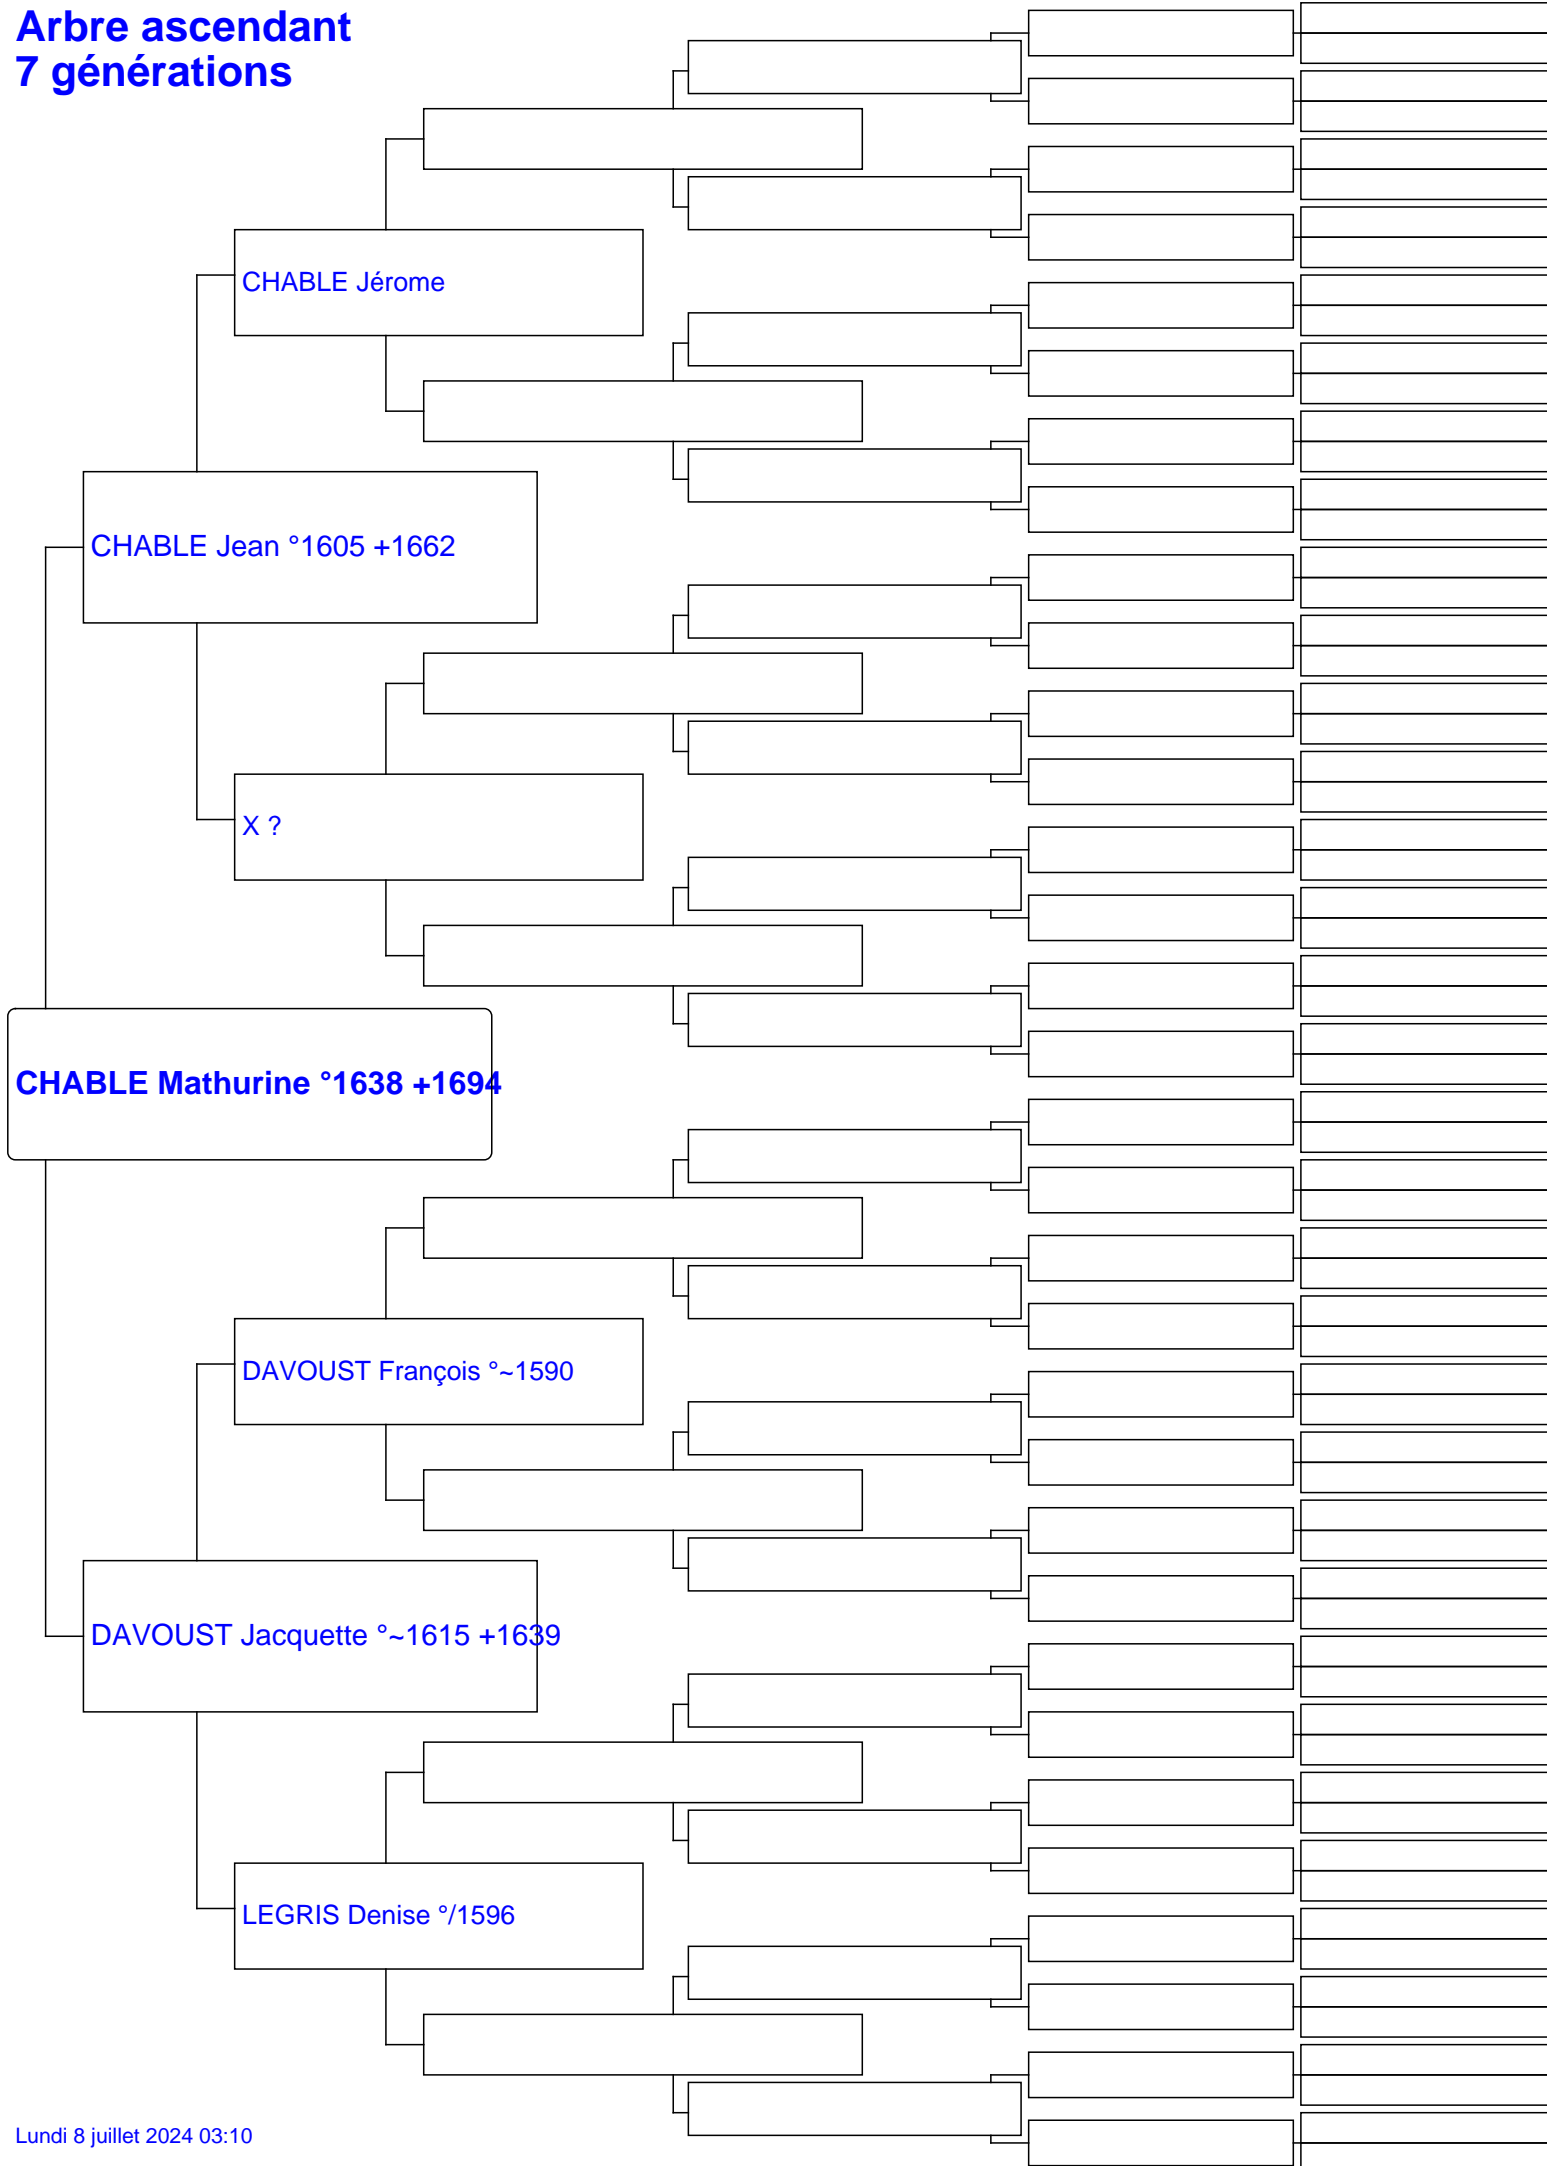 Arbre ascendant
7 générations
CHABLE Jérome
CHABLE Jean °1605 +1662
X ?
CHABLE Mathurine °1638 +1694
DAVOUST François °~1590
DAVOUST Jacquette °~1615 +1639
LEGRIS Denise °/1596
Lundi 8 juillet 2024 03:10